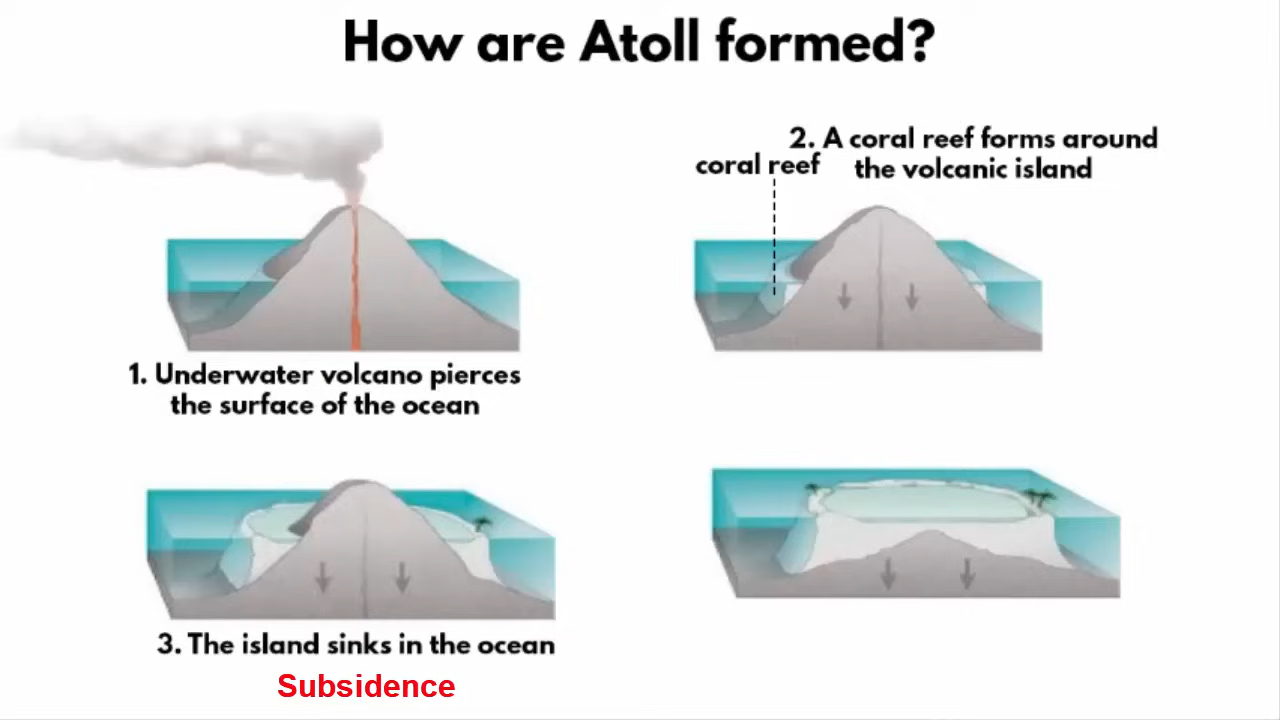 How are Atoll formed?
2. A coral reef forms around
the volcanic island
coral reef
1. Underwater volcano pierces
the surface of the ocean
3. The island sinks in the ocean
Subsidence